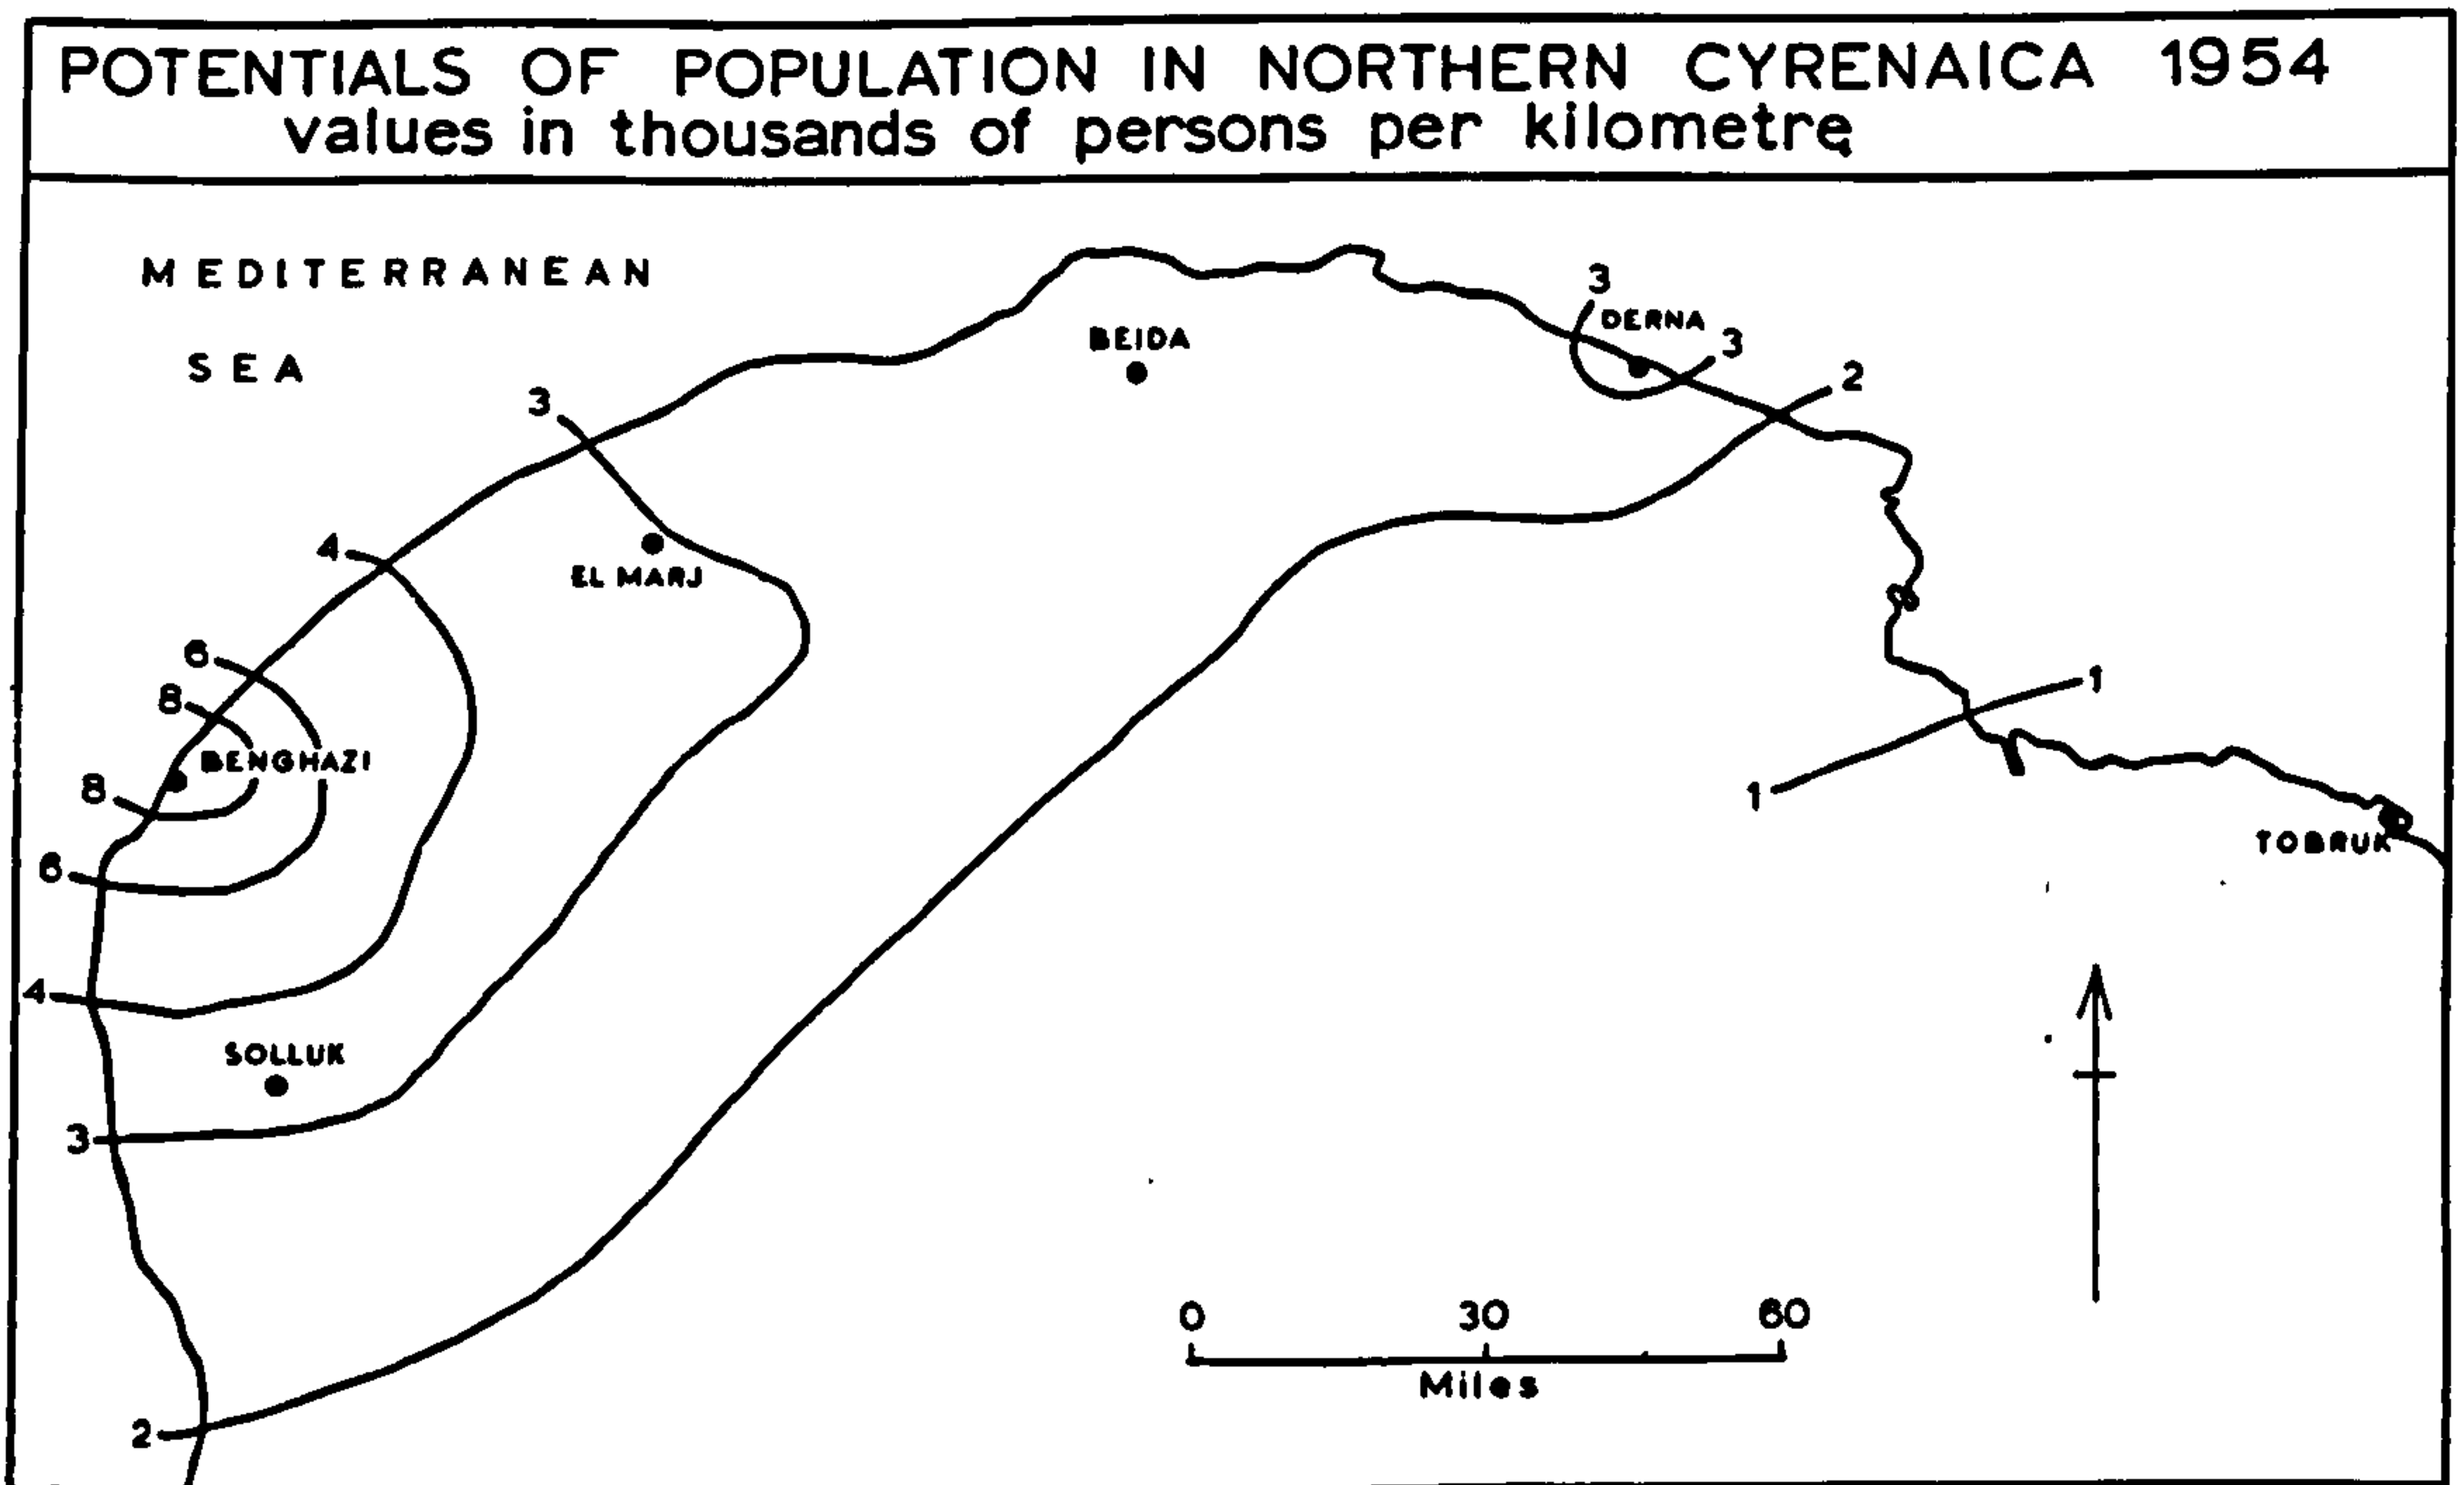 POTENTIALS OF POPULATION IN NORTHERN CYRENAICA 1954
values in thousands of persons per kilometre
MEDITERRANEAN
SEA
3
DERNA
3
BEIDA
2
3
4
EL MARJ
6
8
1
BENGHAZI
8
1
TOBRUK
6
4
SOLLUK
3
0 30 60
Miles
2